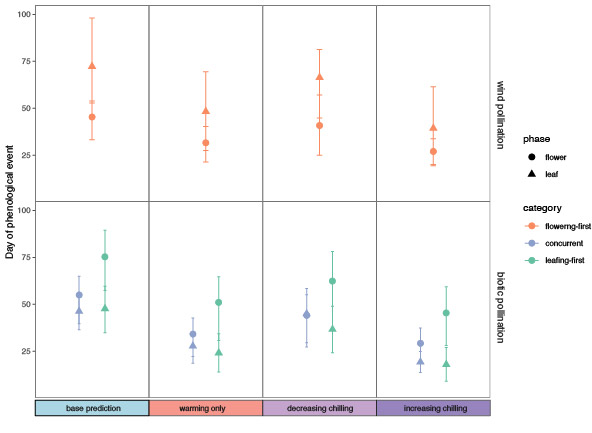 100
75
50
25
wind pollination
100
75
50
25
biotic pollination
Day of phenological event
base prediction
warming only
decreasing chilling
increasing chilling
phase
flower
leaf
category
flowerng-first
concurrent
leafing-first